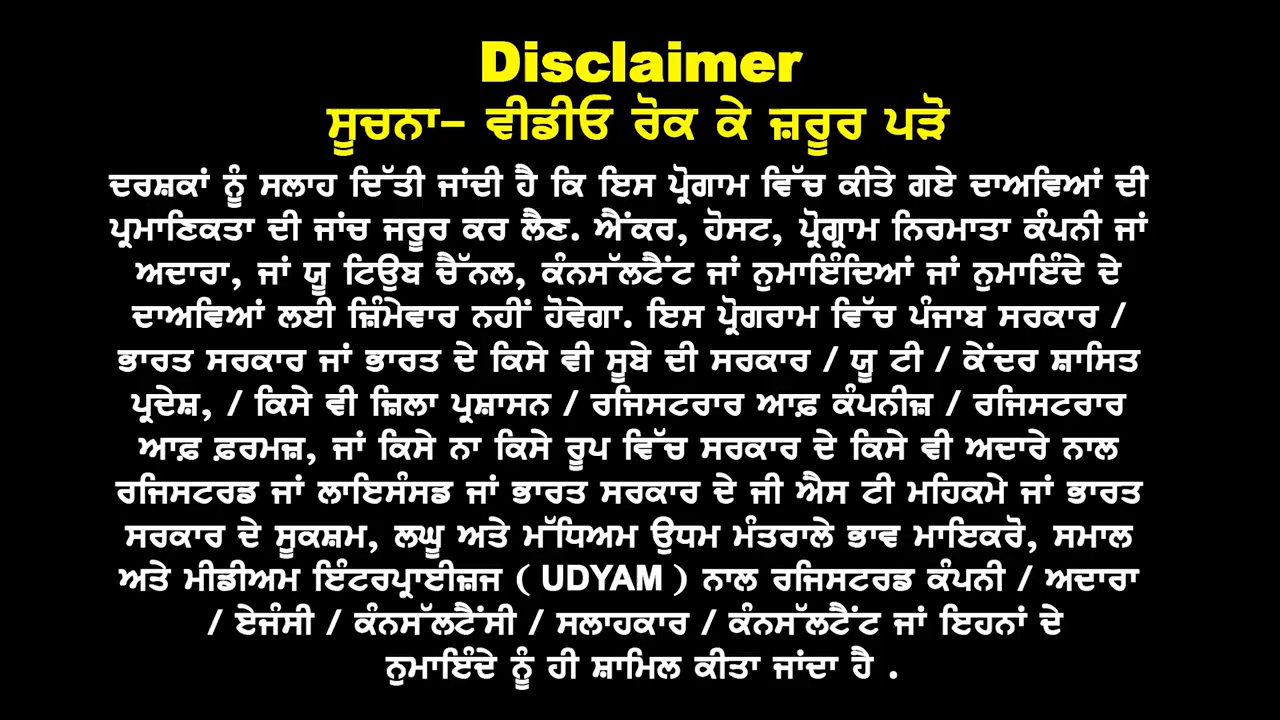 Disclaimer
ਸੂਚਨਾ- ਵੀਡੀਓ ਰੋਕ ਕੇ ਜ਼ਰੂਰ ਪੜੋ
ਦਰਸ਼ਕਾਂ ਨੂੰ ਸਲਾਹ ਦਿੱਤੀ ਜਾਂਦੀ ਹੈ ਕਿ ਇਸ ਪ੍ਰੋਗਾਮ ਵਿੱਚ ਕੀਤੇ ਗਏ ਦਾਅਵਿਆਂ ਦੀ
ਪ੍ਰਮਾਣਿਕਤਾ ਦੀ ਜਾਂਚ ਜਰੂਰ ਕਰ ਲੈਣ. ਐਂਕਰ, ਹੋਸਟ, ਪ੍ਰੋਗ੍ਰਾਮ ਨਿਰਮਾਤਾ ਕੰਪਨੀ ਜਾਂ
ਅਦਾਰਾ, ਜਾਂ ਯੂ ਟਿਉਬ ਚੈੱਨਲ, ਕੰਨਸੱਲਟੈਂਟ ਜਾਂ ਨੁਮਾਇੰਦਿਆਂ ਜਾਂ ਨੁਮਾਇੰਦੇ ਦੇ
ਦਾਅਵਿਆਂ ਲਈ ਜ਼ਿੰਮੇਵਾਰ ਨਹੀਂ ਹੋਵੇਗਾ. ਇਸ ਪ੍ਰੋਗਰਾਮ ਵਿੱਚ ਪੰਜਾਬ ਸਰਕਾਰ /
ਭਾਰਤ ਸਰਕਾਰ ਜਾਂ ਭਾਰਤ ਦੇ ਕਿਸੇ ਵੀ ਸੂਬੇ ਦੀ ਸਰਕਾਰ / ਯੂ ਟੀ / ਕੇਂਦਰ ਸ਼ਾਸਿਤ
ਪ੍ਰਦੇਸ਼, / ਕਿਸੇ ਵੀ ਜ਼ਿਲਾ ਪ੍ਰਸ਼ਾਸਨ / ਰਜਿਸਟਰਾਰ ਆਫ਼ ਕੰਪਨੀਜ਼ / ਰਜਿਸਟਰਾਰ
ਆਫ਼ ਫ਼ਰਮਜ਼, ਜਾਂ ਕਿਸੇ ਨਾ ਕਿਸੇ ਰੂਪ ਵਿੱਚ ਸਰਕਾਰ ਦੇ ਕਿਸੇ ਵੀ ਅਦਾਰੇ ਨਾਲ
ਰਜਿਸਟਰਡ ਜਾਂ ਲਾਇਸੰਸਡ ਜਾਂ ਭਾਰਤ ਸਰਕਾਰ ਦੇ ਜੀ ਐਸ ਟੀ ਮਹਿਕਮੇ ਜਾਂ ਭਾਰਤ
ਸਰਕਾਰ ਦੇ ਸੂਕਸ਼ਮ, ਲਘੂ ਅਤੇ ਮੱਧਿਅਮ ਉਧਮ ਮੰਤਰਾਲੇ ਭਾਵ ਮਾਇਕਰੋ, ਸਮਾਲ
ਅਤੇ ਮੀਡੀਅਮ ਇੰਟਰਪ੍ਰਾਈਜ਼ਜ ( UDYAM ) ਨਾਲ ਰਜਿਸਟਰਡ ਕੰਪਨੀ / ਅਦਾਰਾ
/ ਏਜੰਸੀ / ਕੰਨਸੱਲਟੈਂਸੀ / ਸਲਾਹਕਾਰ / ਕੰਨਸੱਲਟੈਂਟ ਜਾਂ ਇਹਨਾਂ ਦੇ
ਨੁਮਾਇੰਦੇ ਨੂੰ ਹੀ ਸ਼ਾਮਿਲ ਕੀਤਾ ਜਾਂਦਾ ਹੈ .